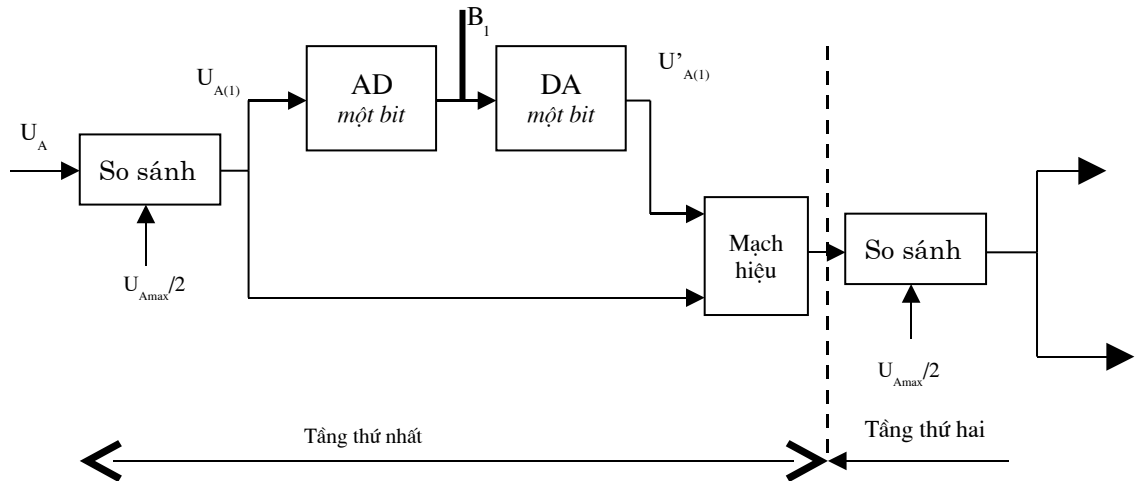 B₁
U'A(1)
UA(1)
AD
một bit
DA
một bit
UA
So sánh
Mạch
hiệu
So sánh
UAmax/2
UAmax/2
Tầng thứ nhất
Tầng thứ hai